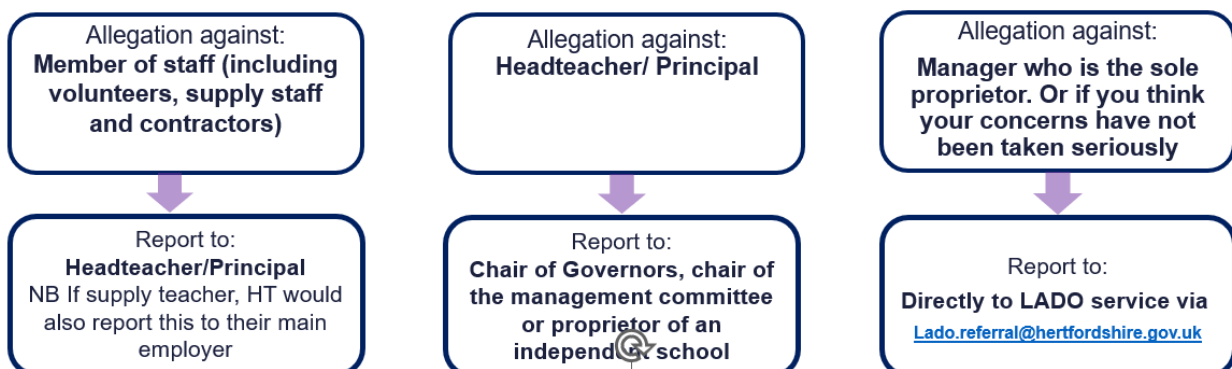 Allegation against:
Member of staff (including
volunteers, supply staff
and contractors)
Report to:
Headteacher/Principal
NB If supply teacher, HT would
also report this to their main
employer
Allegation against:
Headteacher/ Principal
Report to:
Chair of Governors, chair of
the management committee
or proprietor of an
independent school
Allegation against:
Manager who is the sole
proprietor. Or if you think
your concerns have not
been taken seriously
Report to:
Directly to LADO service via
Lado.referral@hertfordshire.gov.uk